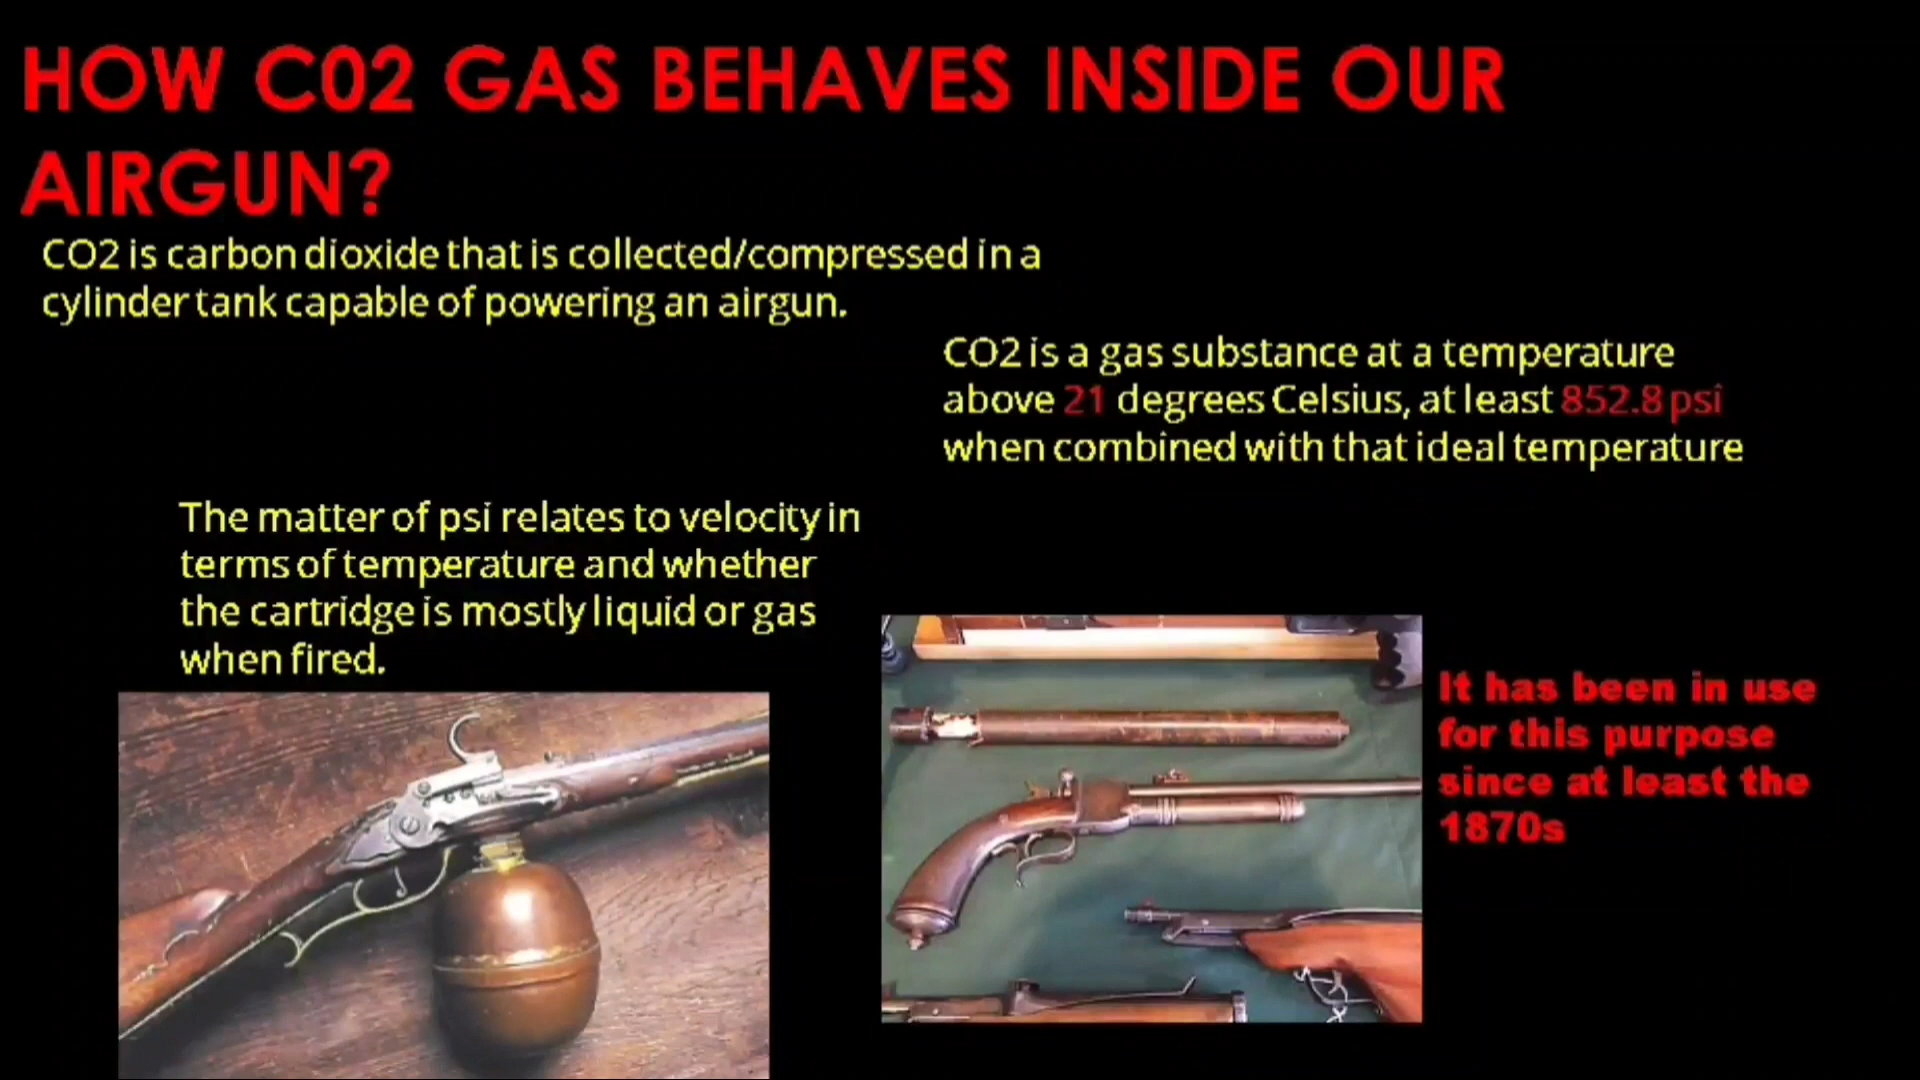 HOW C02 GAS BEHAVES INSIDE OUR
AIRGUN?
CO2 is carbon dioxide that is collected/compressed in a
cylinder tank capable of powering an airgun.
CO2 is a gas substance at a temperature
above 21 degrees Celsius, at least 852.8 psi
when combined with that ideal temperature
The matter of psi relates to velocity in
terms of temperature and whether
the cartridge is mostly liquid or gas
when fired.
It has been in use
for this purpose
since at least the
1870s